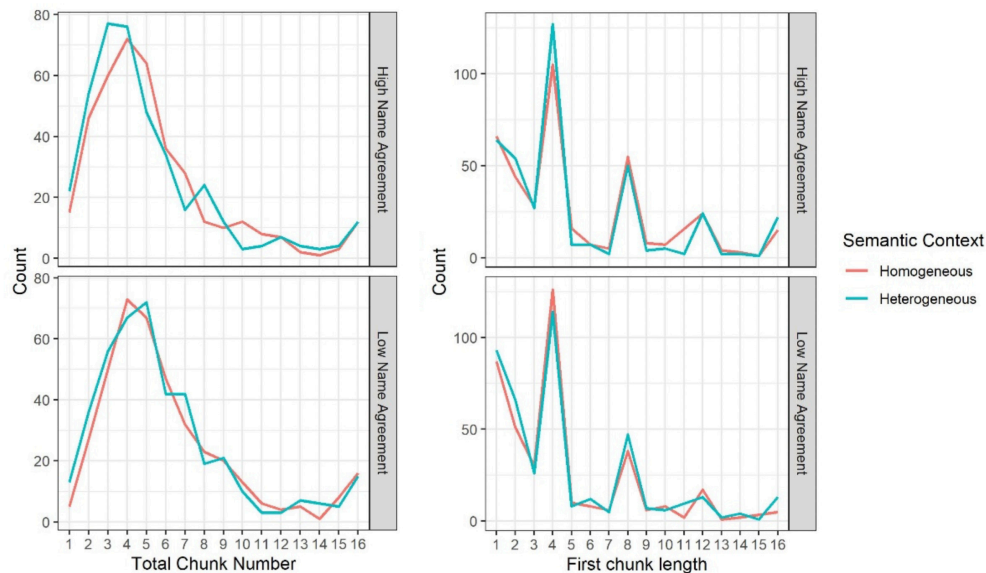 80
60
40
20
0
High Name Agreement
80
60
40
20
0
Low Name Agreement
Count
1 2 3 4 5 6 7 8 9 10 11 12 13 14 15 16
Total Chunk Number
100
50
0
High Name Agreement
100
50
0
Low Name Agreement
Count
1 2 3 4 5 6 7 8 9 10 11 12 13 14 15 16
First chunk length
Semantic Context
Homogeneous
Heterogeneous